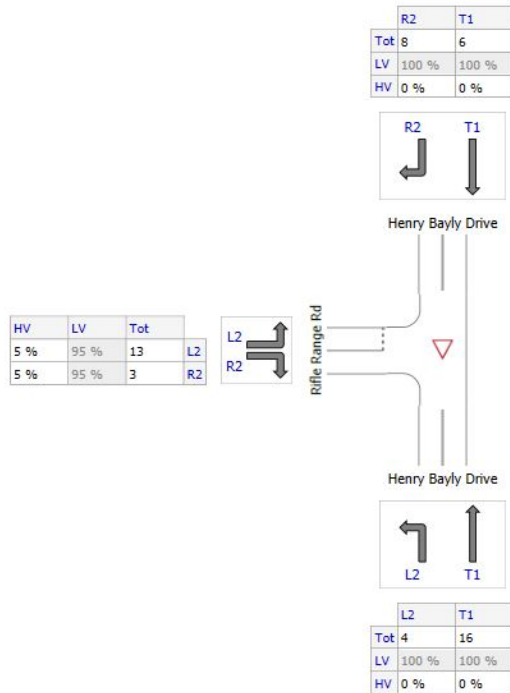 R2 T1
Tot 8 6
LV 100 % 100 %
HV 0 % 0 %
R2 T1
Henry Bayly Drive
HV LV Tot
5 % 95 % 13 L2
5 % 95 % 3 R2
L2
R2
Rifle Range Rd
Henry Bayly Drive
L2 T1
L2 T1
Tot 4 16
LV 100 % 100 %
HV 0 % 0 %